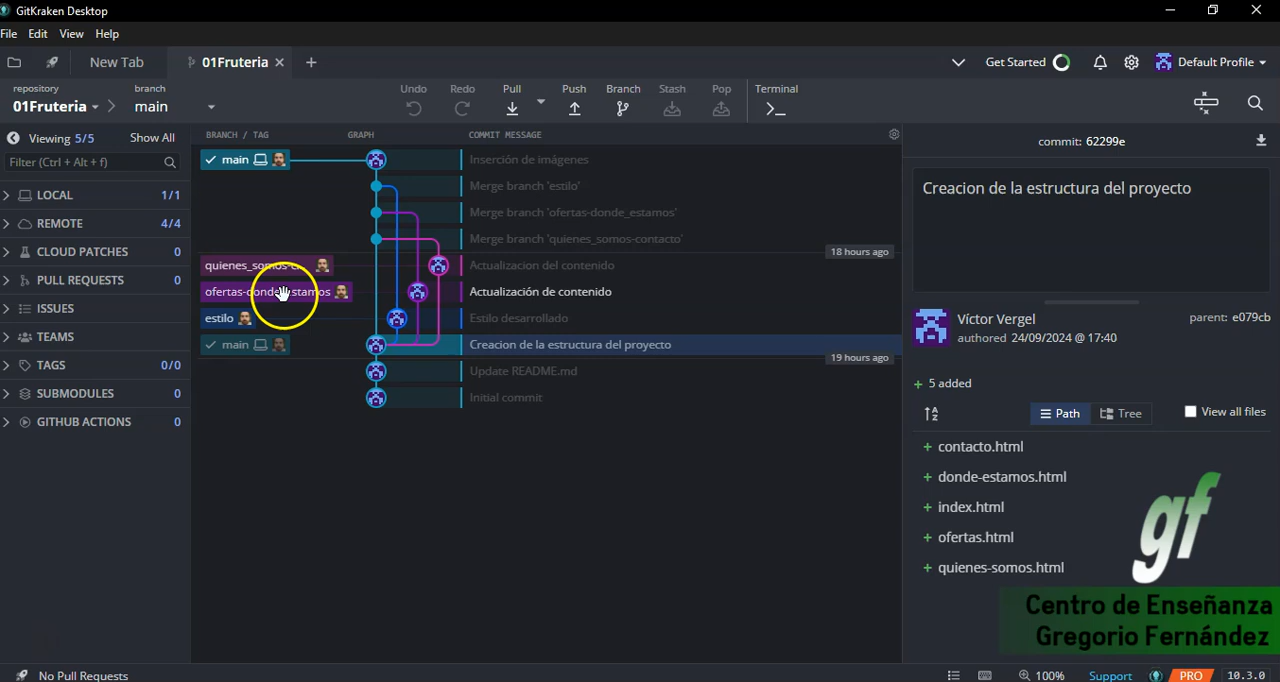 GitKraken Desktop
File Edit View Help
New Tab 01Fruteria Get Started Default Profile
repository branch
01Fruteria main
Undo Redo Pull Push Branch Stash Pop Terminal
Viewing 5/5 Show All
Filter (Ctrl + Alt + f)
LOCAL 1/1
REMOTE 4/4
CLOUD PATCHES 0
PULL REQUESTS 0
ISSUES
TEAMS
TAGS 0/0
SUBMODULES 0
GITHUB ACTIONS 0
BRANCH / TAG GRAPH COMMIT MESSAGE
main Inserción de imágenes
Merge branch 'estilo'
Merge branch 'ofertas-donde_estamos'
Merge branch 'quienes_somos-contacto'
18 hours ago
quienes_somos-c... Actualizacion del contenido
ofertas-donde_estamos Actualización de contenido
estilo Estilo desarrollado
main Creacion de la estructura del proyecto
19 hours ago
Update README.md
Initial commit
commit: 62299e
Creacion de la estructura del proyecto
Víctor Vergel parent: e079cb
authored 24/09/2024 @ 17:40
+ 5 added
Path Tree View all files
+ contacto.html
+ donde-estamos.html
+ index.html
+ ofertas.html
+ quienes-somos.html
gf
Centro de Enseñanza
Gregorio Fernández
No Pull Requests 100% Support PRO 10.3.0